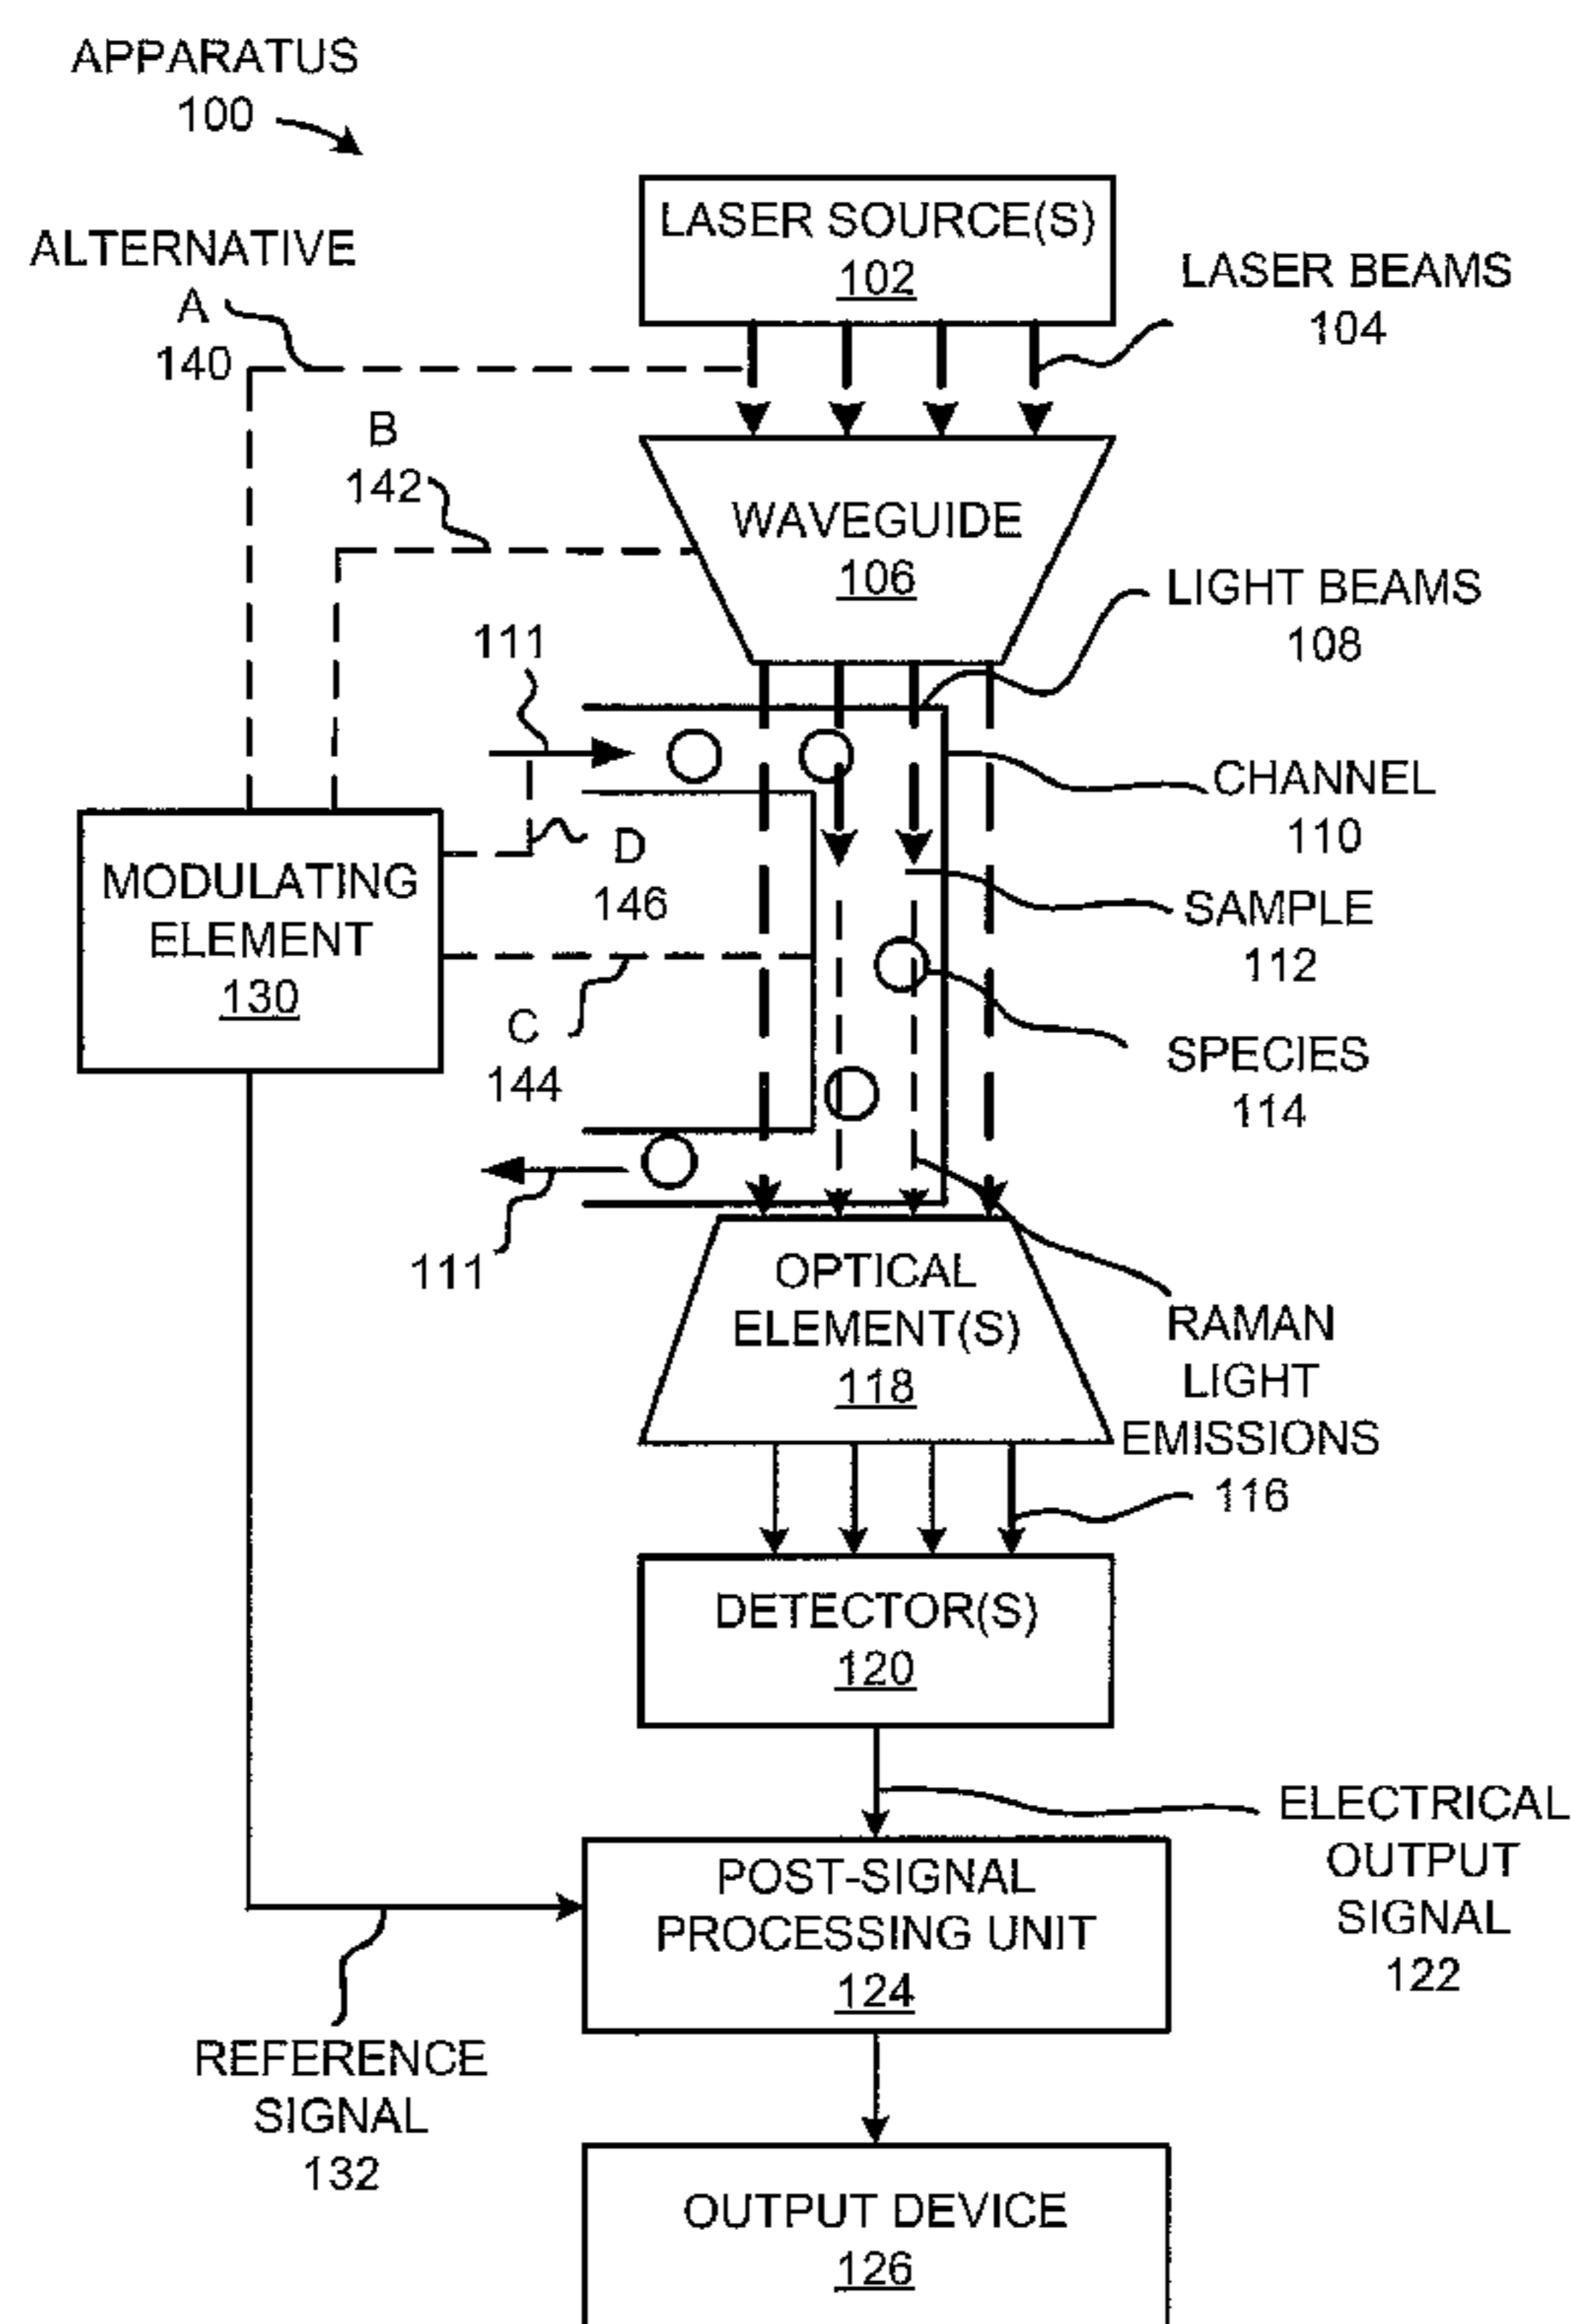 APPARATUS
100
LASER SOURCE(S)
102
ALTERNATIVE
A
140
LASER BEAMS
104
B
142
WAVEGUIDE
106
LIGHT BEAMS
108
111
CHANNEL
110
D
146
MODULATING
ELEMENT
130
SAMPLE
112
C
144
SPECIES
114
111
OPTICAL
ELEMENT(S)
118
RAMAN
LIGHT
EMISSIONS
116
DETECTOR(S)
120
ELECTRICAL
OUTPUT
SIGNAL
122
POST-SIGNAL
PROCESSING UNIT
124
REFERENCE
SIGNAL
132
OUTPUT DEVICE
126